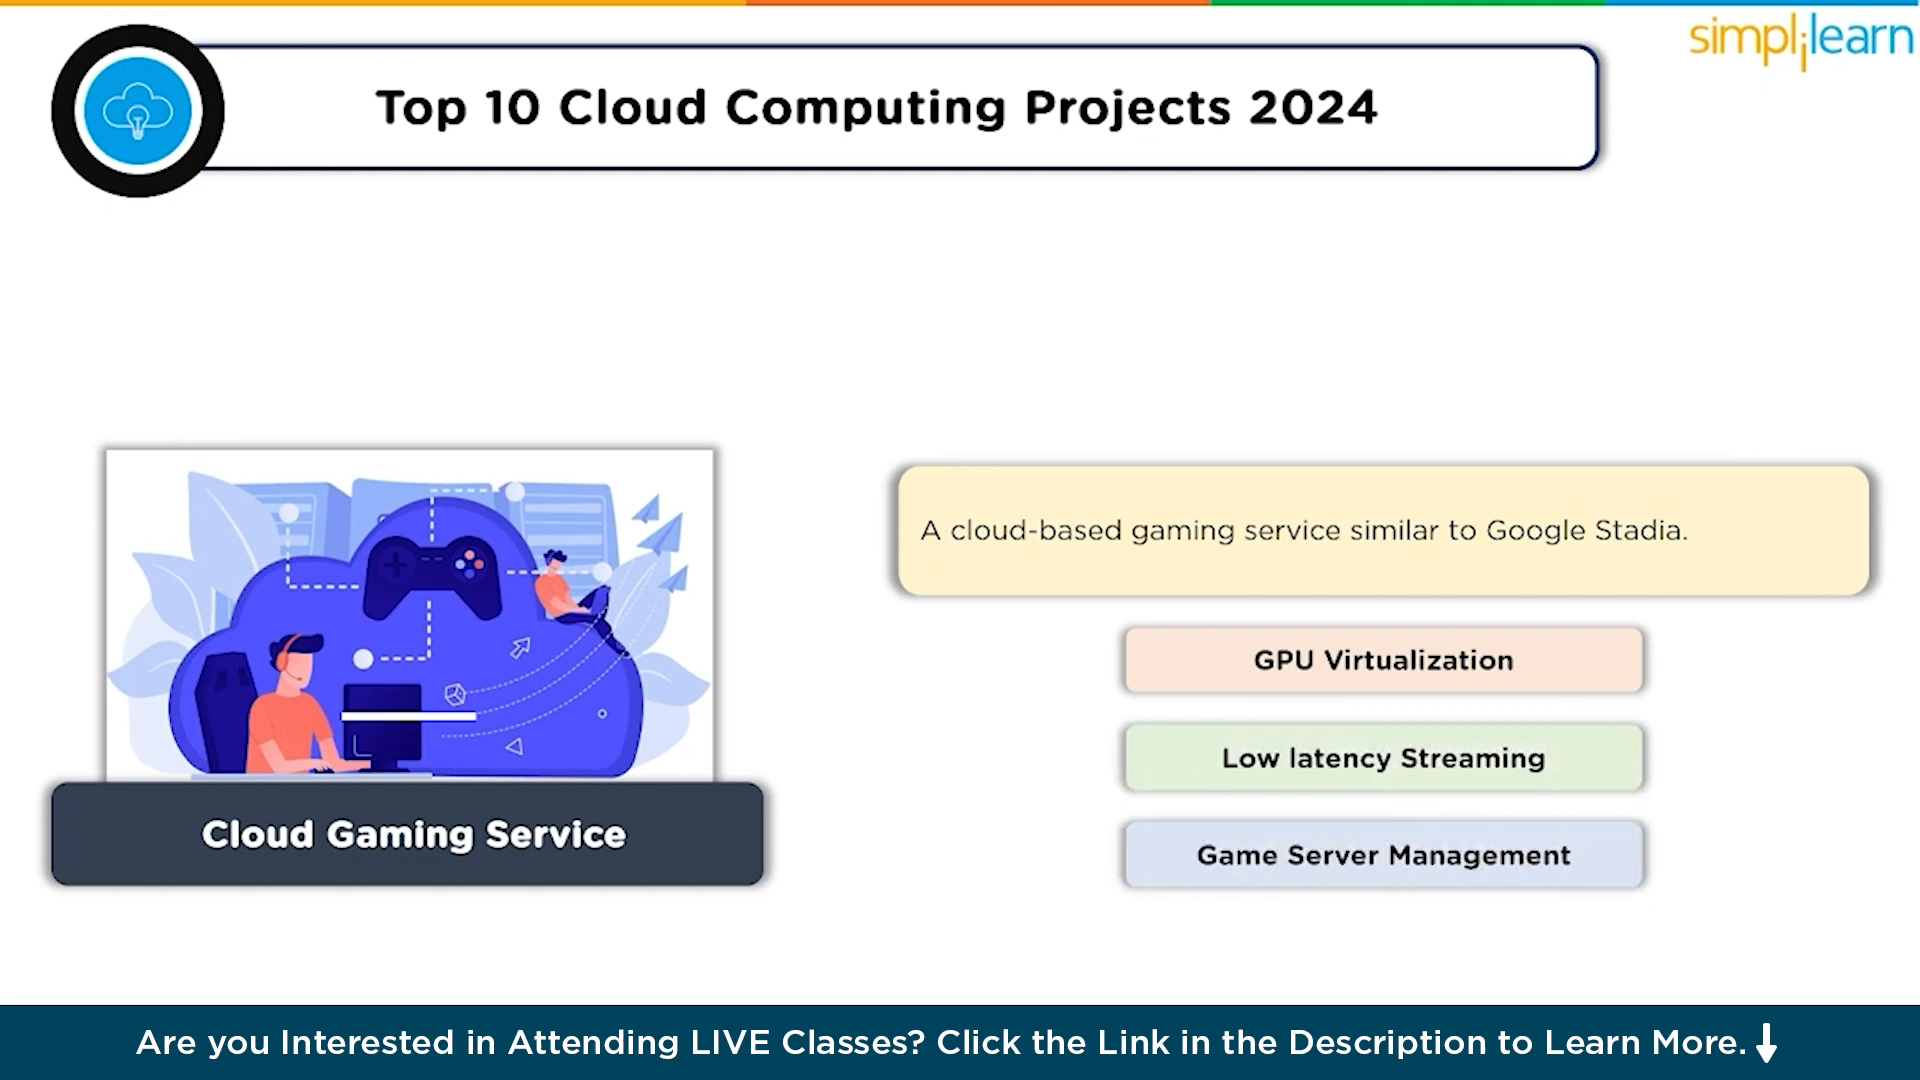 simplilearn
Top 10 Cloud Computing Projects 2024
A cloud-based gaming service similar to Google Stadia.
GPU Virtualization
Low latency Streaming
Game Server Management
Cloud Gaming Service
Are you Interested in Attending LIVE Classes? Click the Link in the Description to Learn More.